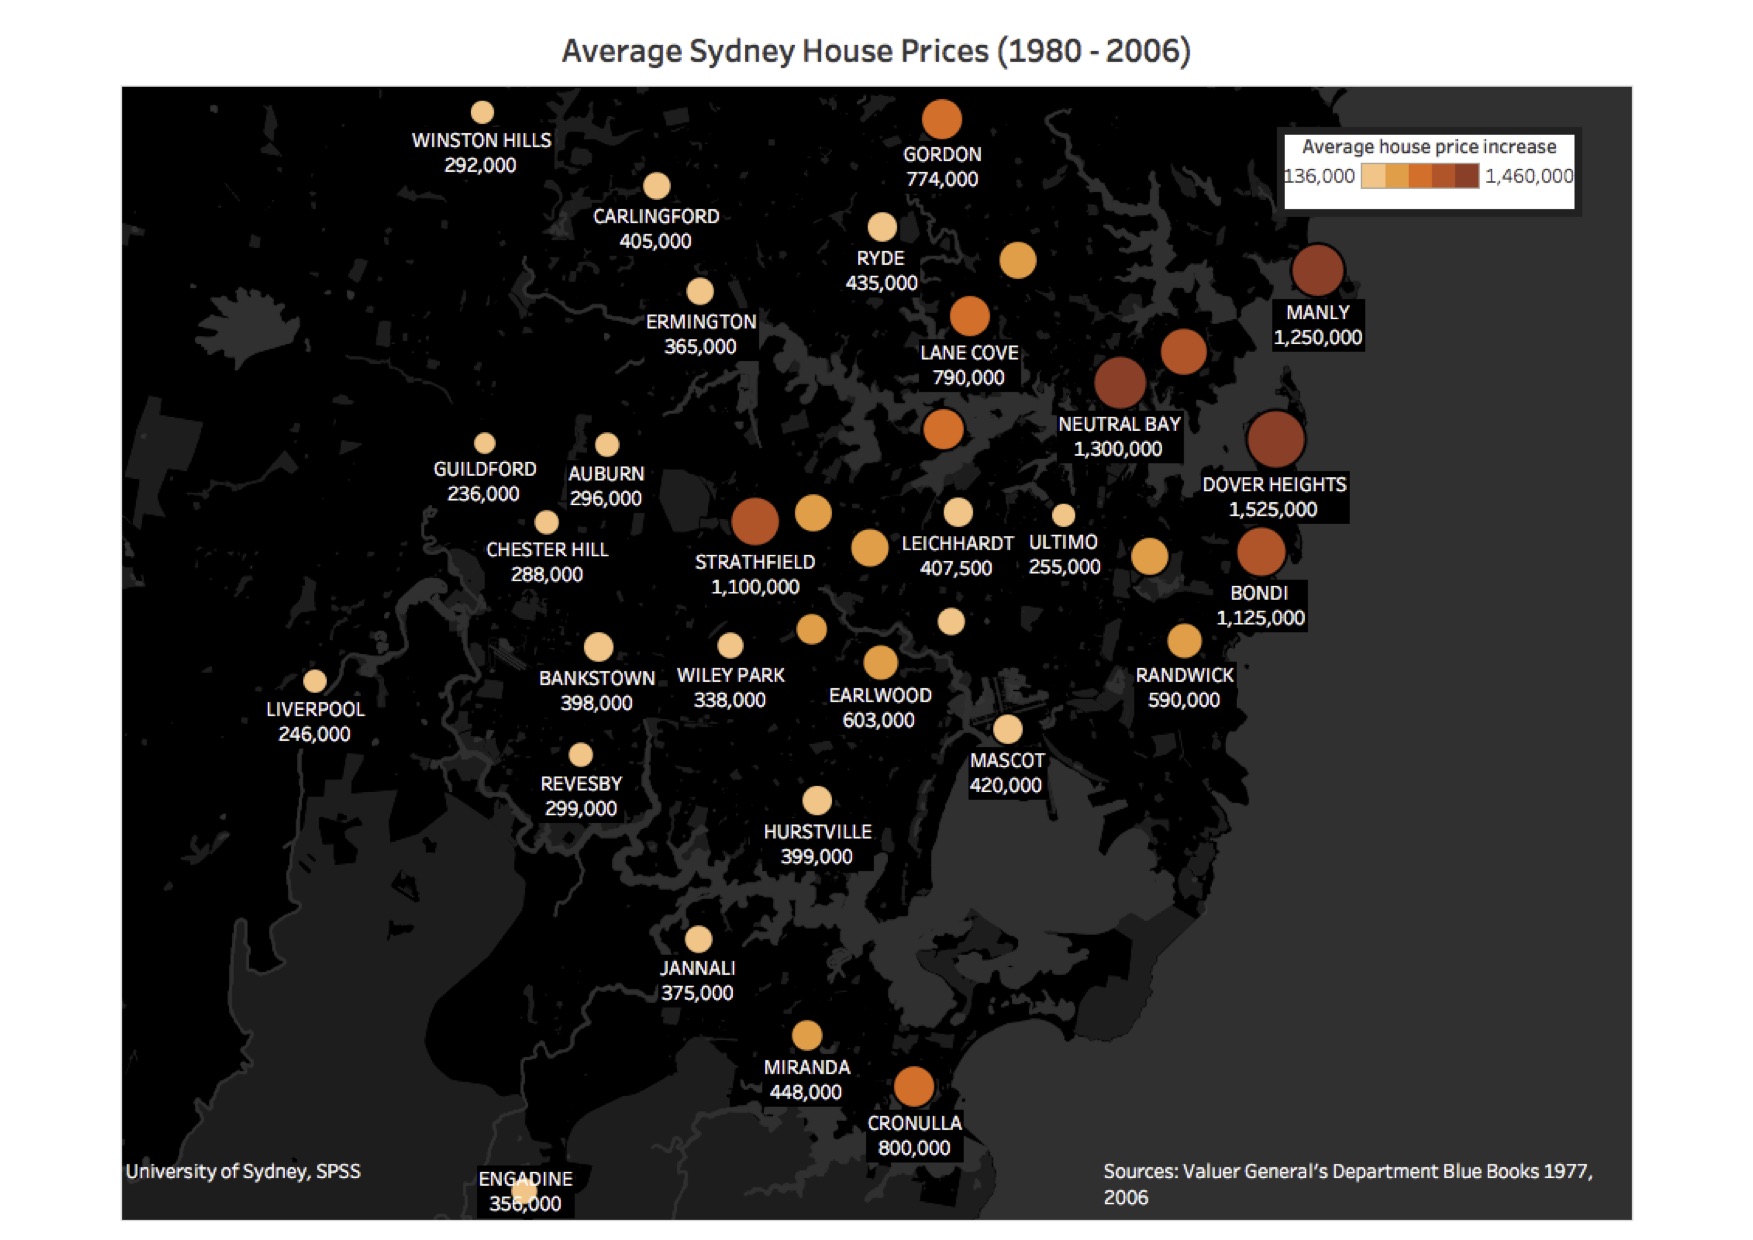 Average Sydney House Prices (1980 - 2006)
WINSTON HILLS
292,000
GORDON
774,000
Average house price increase
136,000 1,460,000
CARLINGFORD
405,000
RYDE
435,000
MANLY
1,250,000
ERMINGTON
365,000
LANE COVE
790,000
NEUTRAL BAY
1,300,000
GUILDFORD
236,000
AUBURN
296,000
DOVER HEIGHTS
1,525,000
CHESTER HILL
288,000
STRATHFIELD
1,100,000
LEICHHARDT
407,500
ULTIMO
255,000
BONDI
1,125,000
BANKSTOWN
398,000
WILEY PARK
338,000
EARLWOOD
603,000
RANDWICK
590,000
LIVERPOOL
246,000
MASCOT
420,000
REVESBY
299,000
HURSTVILLE
399,000
JANNALI
375,000
MIRANDA
448,000
CRONULLA
800,000
University of Sydney, SPSS
ENGADINE
356,000
Sources: Valuer General's Department Blue Books 1977,
2006